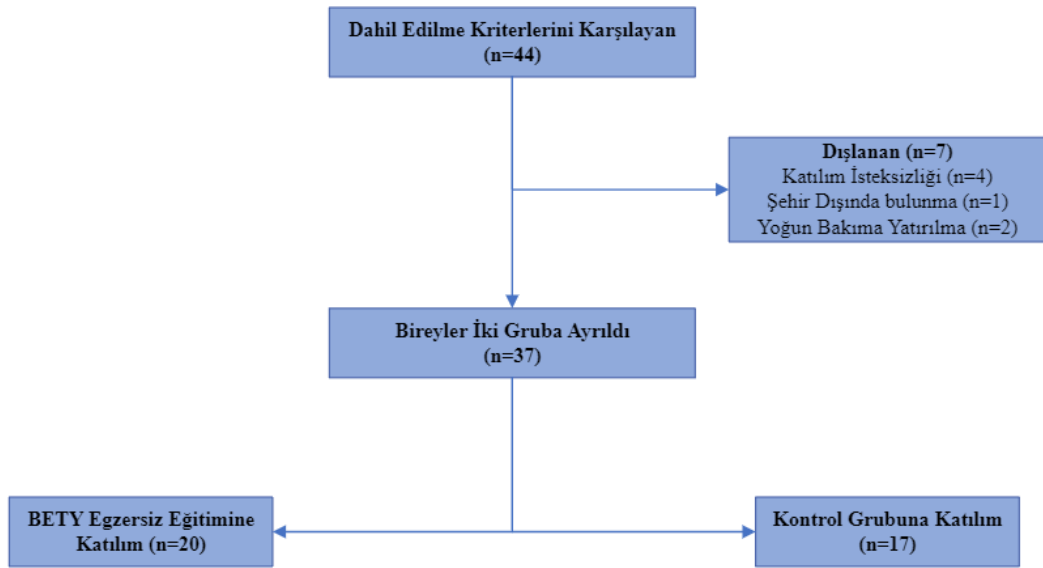 Dahil Edilme Kriterlerini Karşılayan
(n=44)
Dışlanan (n=7)
Katılım İsteksizliği (n=4)
Şehir Dışında bulunma (n=1)
Yoğun Bakıma Yatırılma (n=2)
Bireyler İki Gruba Ayrıldı
(n=37)
BETY Egzersiz Eğitimine
Katılım (n=20)
Kontrol Grubuna Katılım
(n=17)